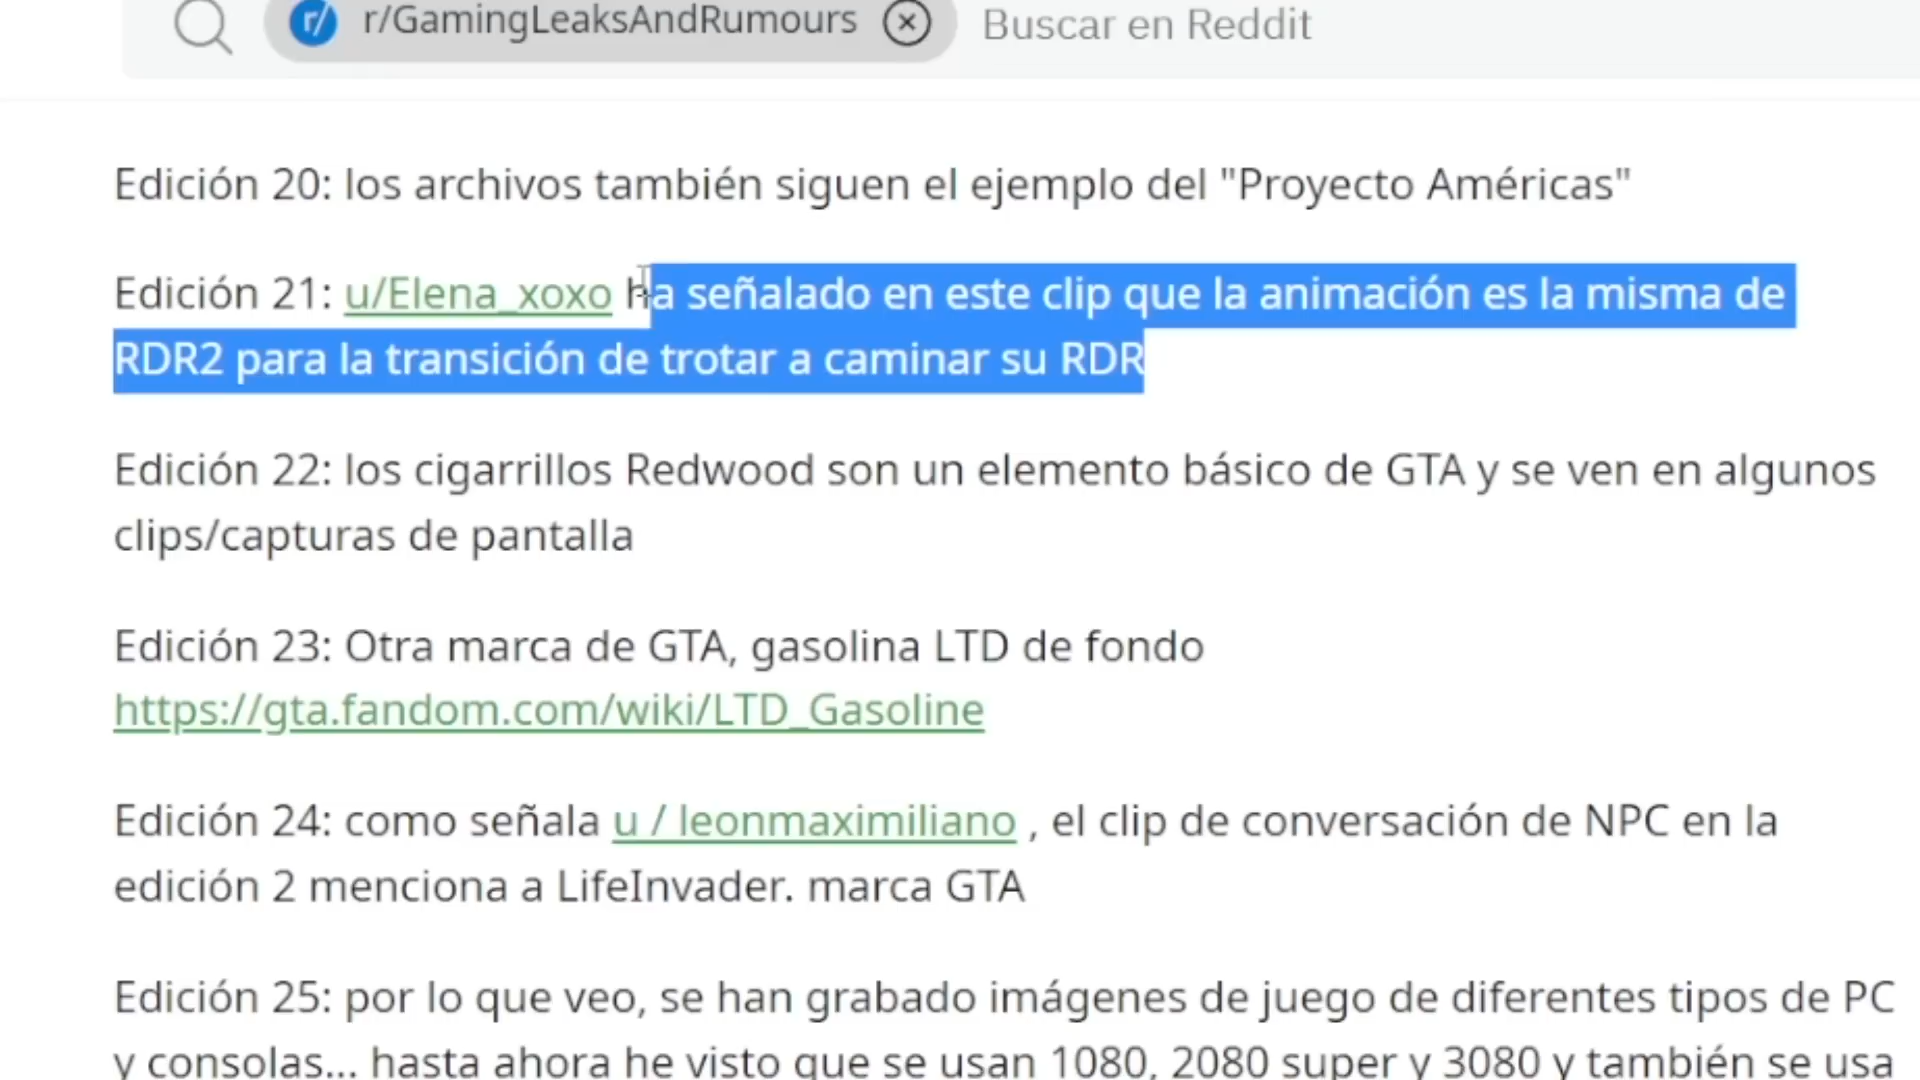 r/ r/GamingLeaksAndRumours Buscar en Reddit
Edición 20: los archivos también siguen el ejemplo del "Proyecto Américas"
Edición 21: u/Elena_xoxo ha señalado en este clip que la animación es la misma de
RDR2 para la transición de trotar a caminar su RDR
Edición 22: los cigarrillos Redwood son un elemento básico de GTA y se ven en algunos
clips/capturas de pantalla
Edición 23: Otra marca de GTA, gasolina LTD de fondo
https://gta.fandom.com/wiki/LTD_Gasoline
Edición 24: como señala u / leonmaximiliano , el clip de conversación de NPC en la
edición 2 menciona a LifeInvader. marca GTA
Edición 25: por lo que veo, se han grabado imágenes de juego de diferentes tipos de PC
y consolas... hasta ahora he visto que se usan 1080, 2080 super y 3080 y también se usa